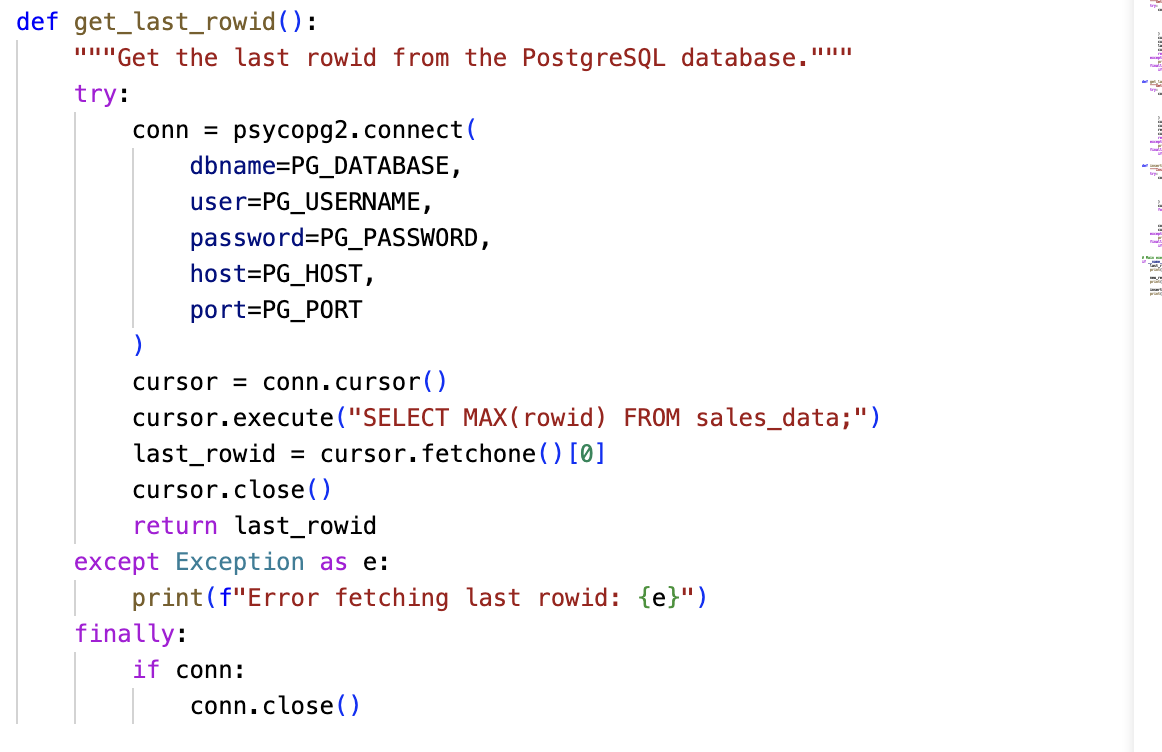 def get_last_rowid():
    """Get the last rowid from the PostgreSQL database."""
    try:
        conn = psycopg2.connect(
            dbname=PG_DATABASE,
            user=PG_USERNAME,
            password=PG_PASSWORD,
            host=PG_HOST,
            port=PG_PORT
        )
        cursor = conn.cursor()
        cursor.execute("SELECT MAX(rowid) FROM sales_data;")
        last_rowid = cursor.fetchone()[0]
        cursor.close()
        return last_rowid
    except Exception as e:
        print(f"Error fetching last rowid: {e}")
    finally:
        if conn:
            conn.close()